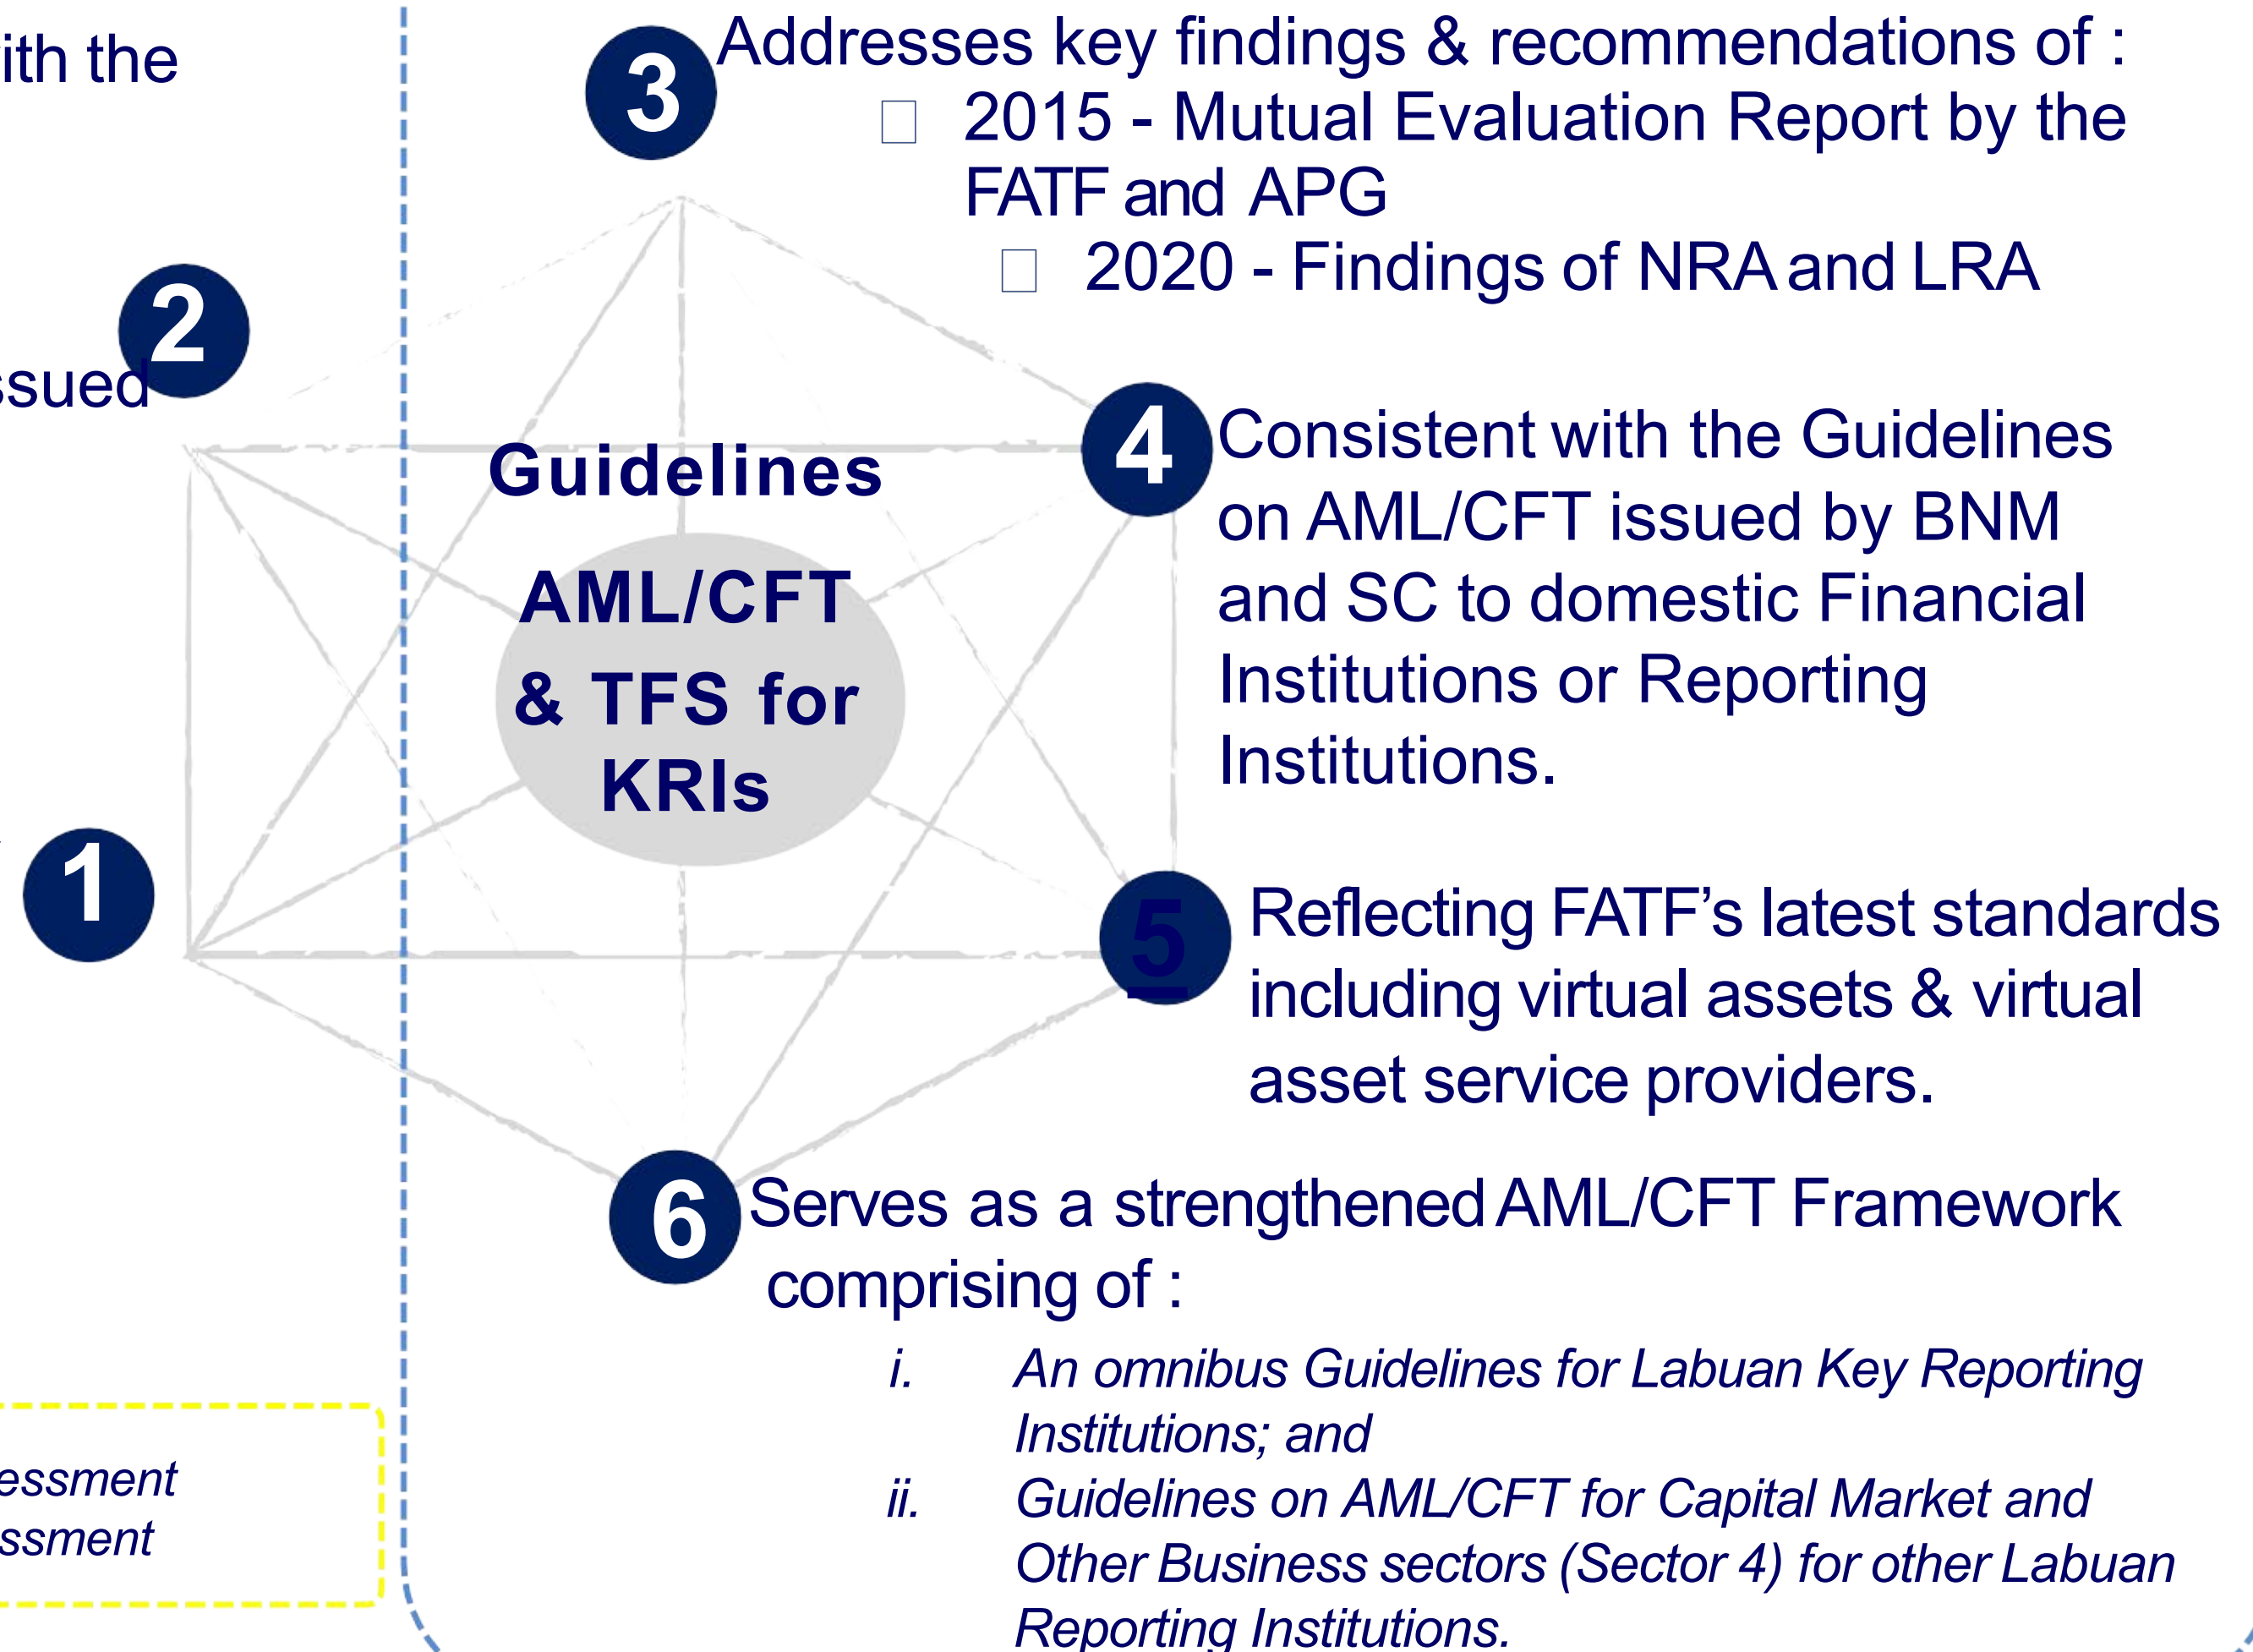 ith the
2
ssued
1
essment
ssment
Guidelines
AML/CFT
& TFS for
KRIs
3
Addresses key findings & recommendations of :
2015 - Mutual Evaluation Report by the
FATF and APG
2020 - Findings of NRA and LRA
4
Consistent with the Guidelines
on AML/CFT issued by BNM
and SC to domestic Financial
Institutions or Reporting
Institutions.
5
Reflecting FATF’s latest standards
including virtual assets & virtual
asset service providers.
6
Serves as a strengthened AML/CFT Framework
comprising of :
i. An omnibus Guidelines for Labuan Key Reporting
Institutions; and
ii. Guidelines on AML/CFT for Capital Market and
Other Business sectors (Sector 4) for other Labuan
Reporting Institutions.